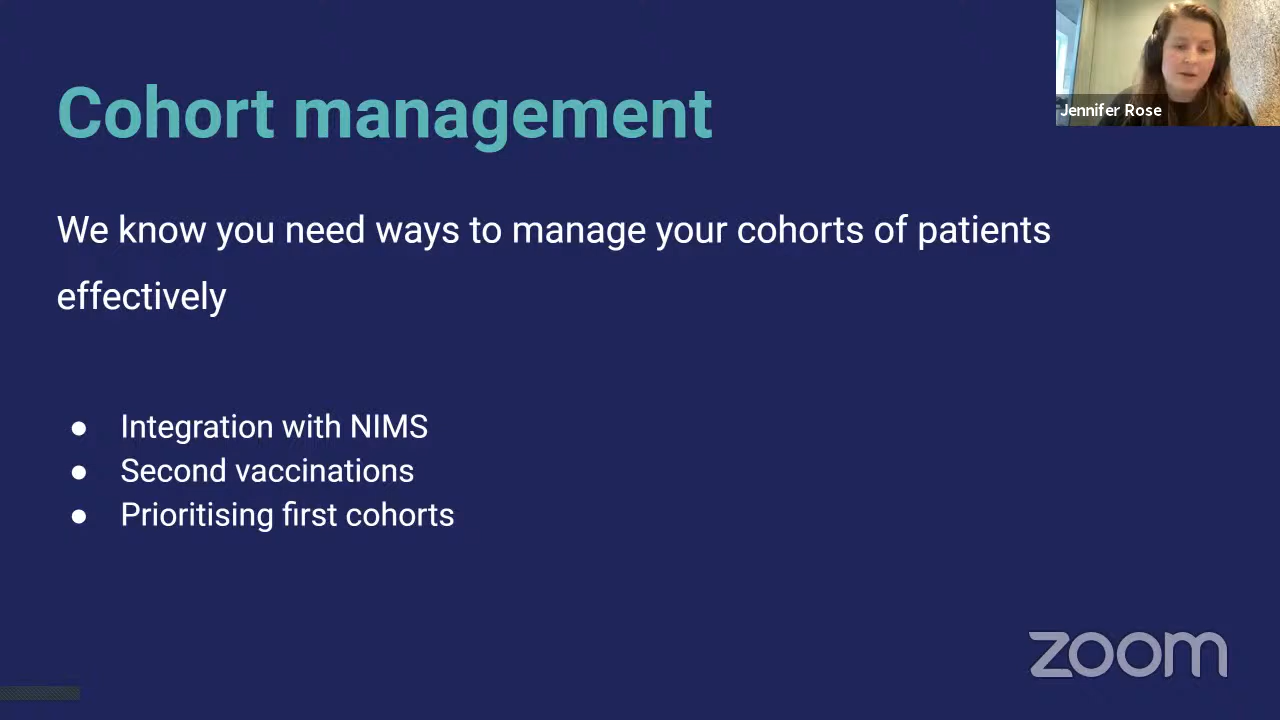 Cohort management
Jennifer Rose
We know you need ways to manage your cohorts of patients
effectively
● Integration with NIMS
● Second vaccinations
● Prioritising first cohorts
zoom